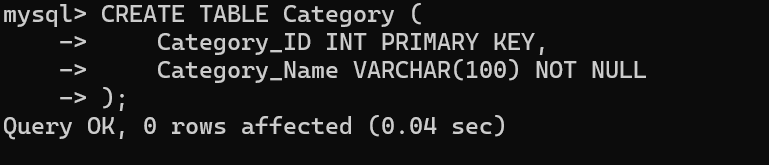 mysql> CREATE TABLE Category (
    ->     Category_ID INT PRIMARY KEY,
    ->     Category_Name VARCHAR(100) NOT NULL
    -> );
Query OK, 0 rows affected (0.04 sec)